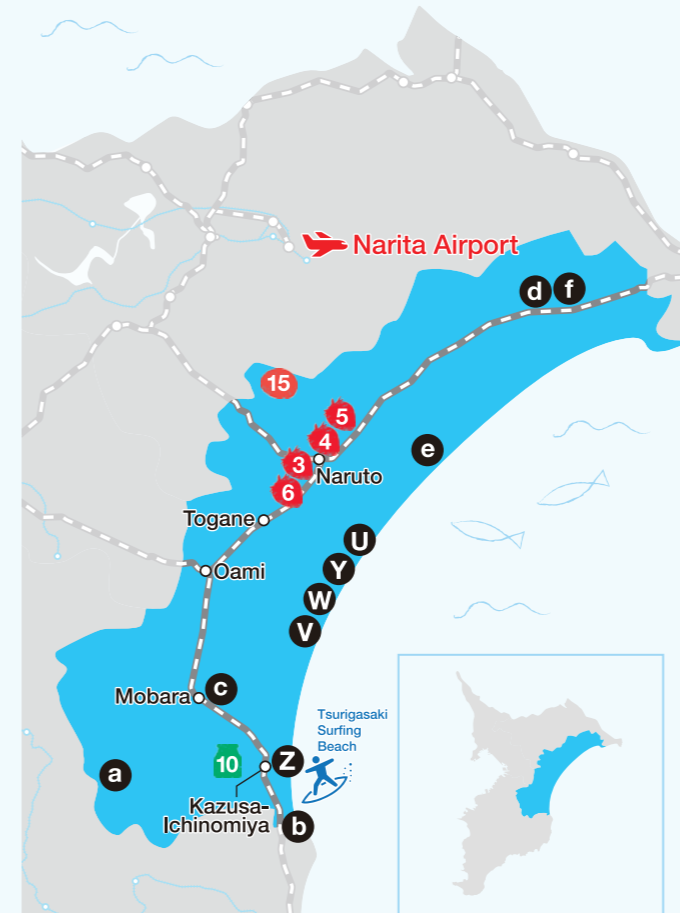 Narita Airport
d
f
15
5
4
3
Naruto
6
e
Togane
U
Oami
Y
W
V
Mobara
c
Tsurigasaki
Surfing
Beach
10
Z
a
Kazusa-
Ichinomiya
b